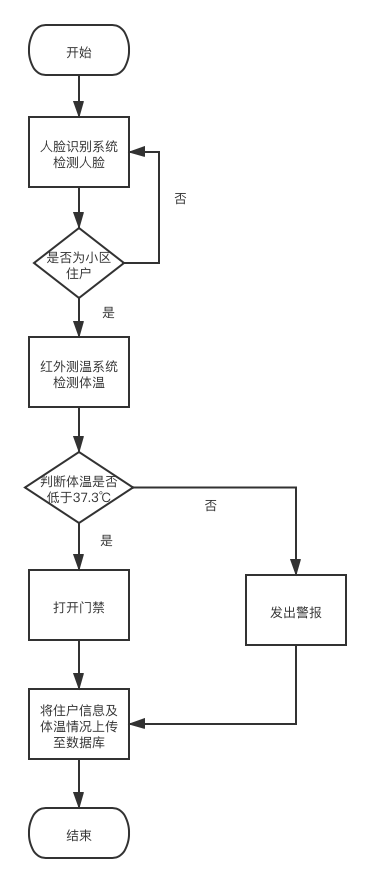 开始
人脸识别系统
检测人脸
否
是否为小区
住户
是
红外测温系统
检测体温
判断体温是否
低于37.3℃
否
是
打开门禁
发出警报
将住户信息及
体温情况上传
至数据库
结束